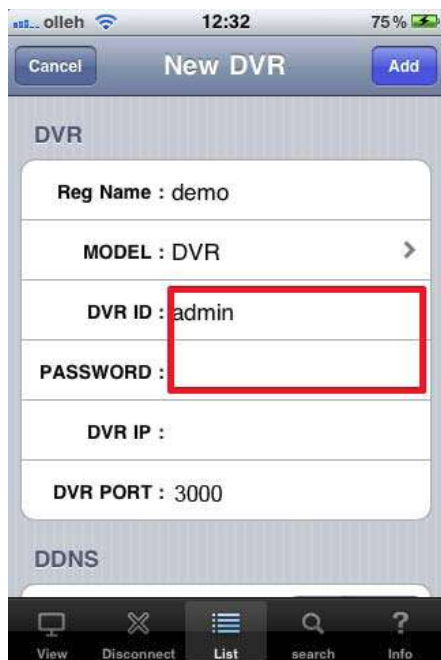 olleh 12:32 75%
Cancel New DVR Add
DVR
Reg Name : demo
MODEL : DVR
DVR ID : admin
PASSWORD :
DVR IP :
DVR PORT : 3000
DDNS
View Disconnect List search Info